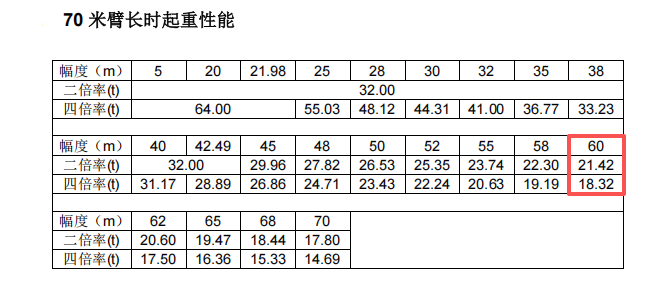 70 米臂长时起重性能
幅度（m） 5 20 21.98 25 28 30 32 35 38
二倍率(t) 32.00
四倍率(t) 64.00 55.03 48.12 44.31 41.00 36.77 33.23
幅度（m） 40 42.49 45 48 50 52 55 58 60
二倍率(t) 32.00 29.96 27.82 26.53 25.35 23.74 22.30 21.42
四倍率(t) 31.17 28.89 26.86 24.71 23.43 22.24 20.63 19.19 18.32
幅度（m） 62 65 68 70
二倍率(t) 20.60 19.47 18.44 17.80
四倍率(t) 17.50 16.36 15.33 14.69